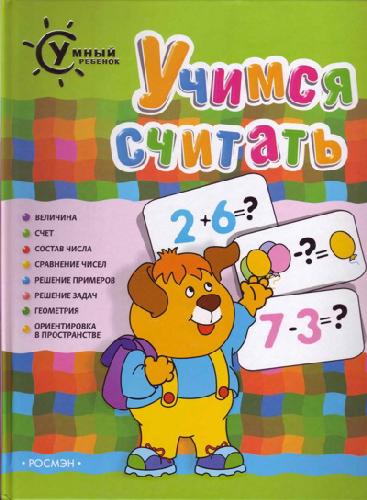 Умный
ребенок
Учимся
считать
2+6=?
-?=
7-3=?
ВЕЛИЧИНА
СЧЕТ
СОСТАВ ЧИСЛА
СРАВНЕНИЕ ЧИСЕЛ
РЕШЕНИЕ ПРИМЕРОВ
РЕШЕНИЕ ЗАДАЧ
ГЕОМЕТРИЯ
ОРИЕНТИРОВКА
В ПРОСТРАНСТВЕ
• РОСМЭН •